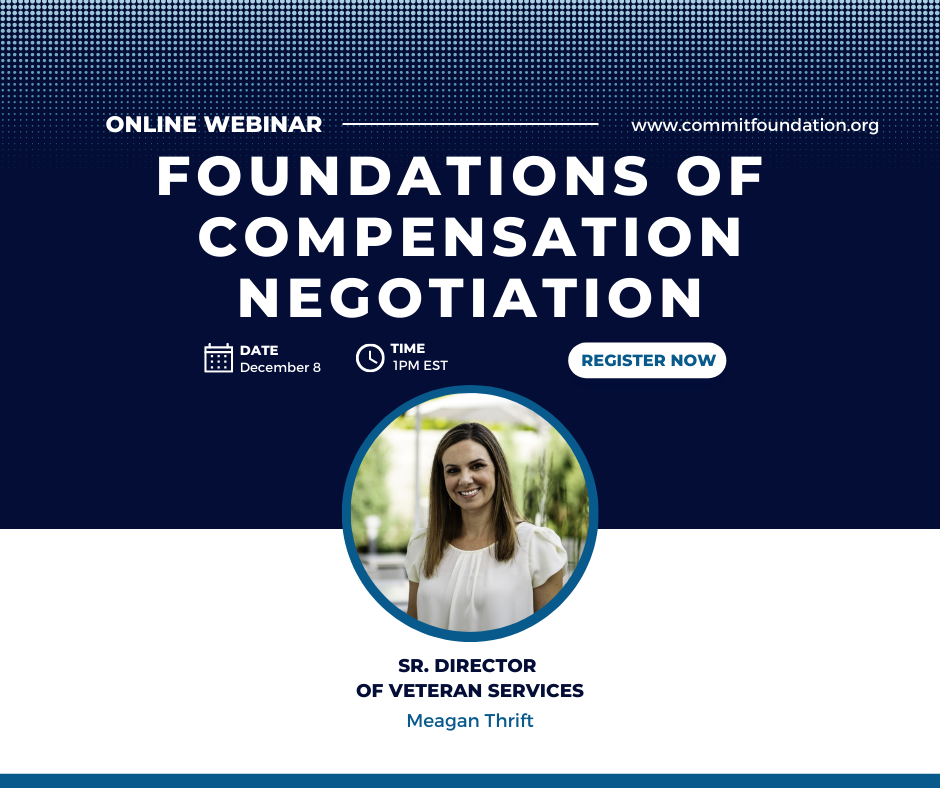 ONLINE WEBINAR
www.commitfoundation.org
FOUNDATIONS OF
COMPENSATION
NEGOTIATION
DATE
December 8
TIME
1PM EST
REGISTER NOW
SR. DIRECTOR
OF VETERAN SERVICES
Meagan Thrift